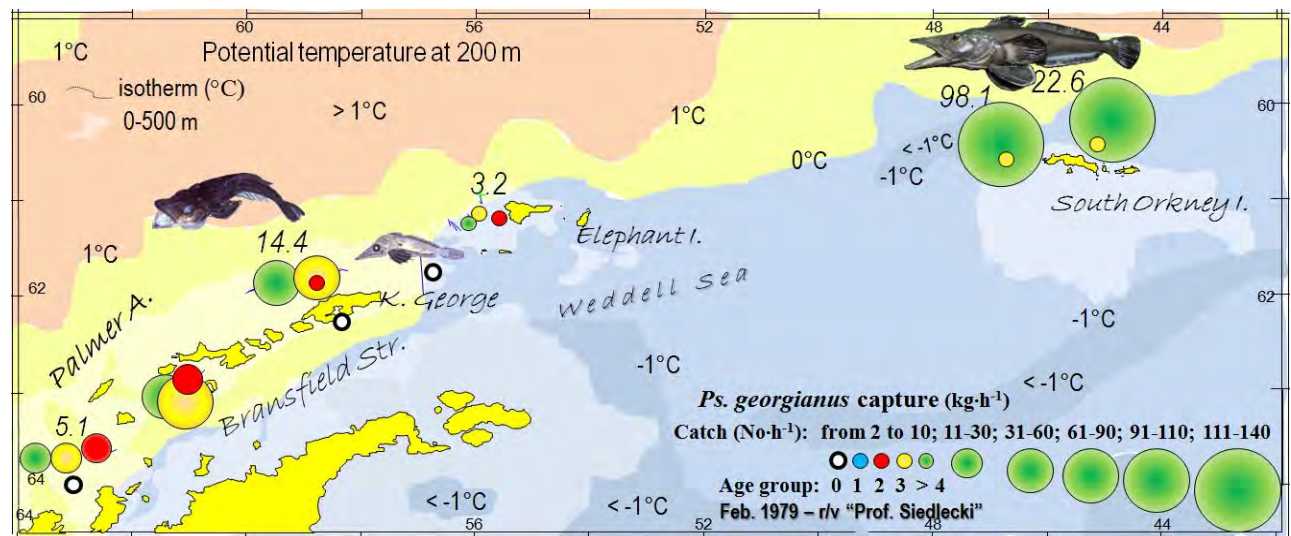 60 56 52 48 44
1°C
Potential temperature at 200 m
isotherm (°C)
0-500 m
> 1°C
1°C
0°C
98.1
22.6
< -1°C
-1°C
60
60
South Orkney I.
3.2
Elephant I.
14.4
1°C
K. George
Weddell Sea
62
62
Palmer A.
Bransfield Str.
-1°C
-1°C
< -1°C
5.1
Ps. georgianus capture (kg·h⁻¹)
Catch (No·h⁻¹): from 2 to 10; 11-30; 31-60; 61-90; 91-110; 111-140
Age group: 0 1 2 3 > 4
Feb. 1979 – r/v "Prof. Siedlecki"
64
< -1°C
< -1°C
64
56 52 48 44